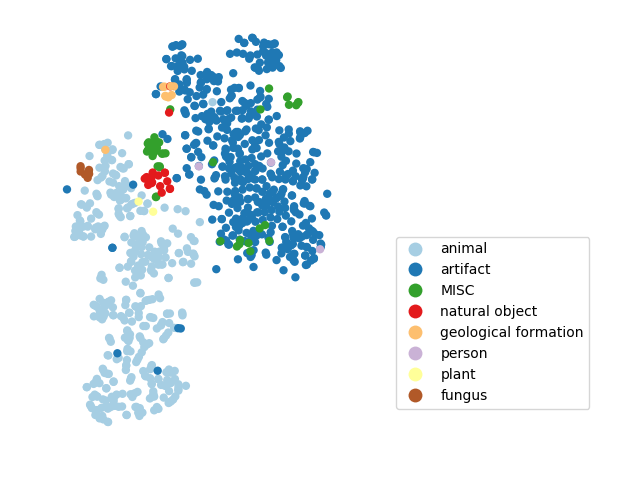 animal
artifact
MISC
natural object
geological formation
person
plant
fungus